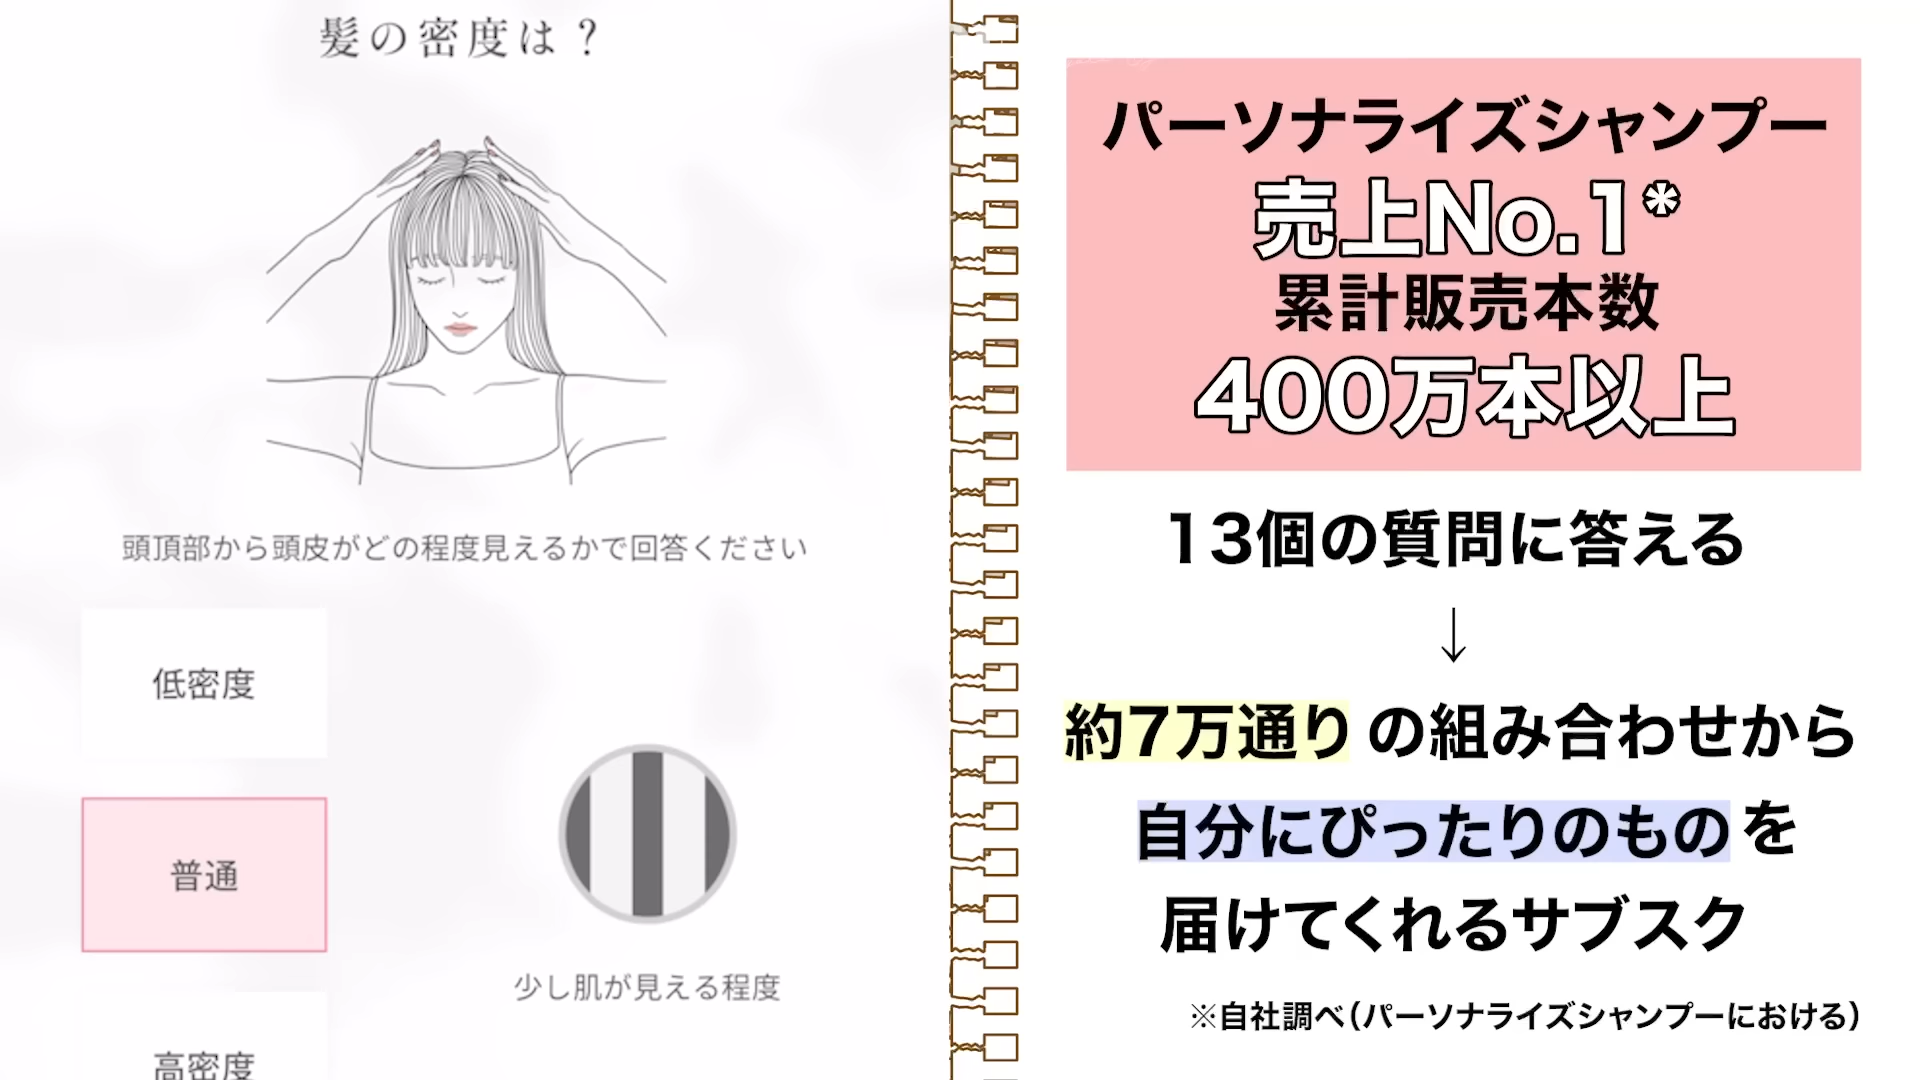 髪の密度は？
頭頂部から頭皮がどの程度見えるかで回答ください
低密度
普通
少し肌が見える程度
高密度
パーソナライズシャンプー
売上No.1*
累計販売本数
400万本以上
13個の質問に答える
↓
約7万通りの組み合わせから
自分にぴったりのものを
届けてくれるサブスク
※自社調べ(パーソナライズシャンプーにおける)